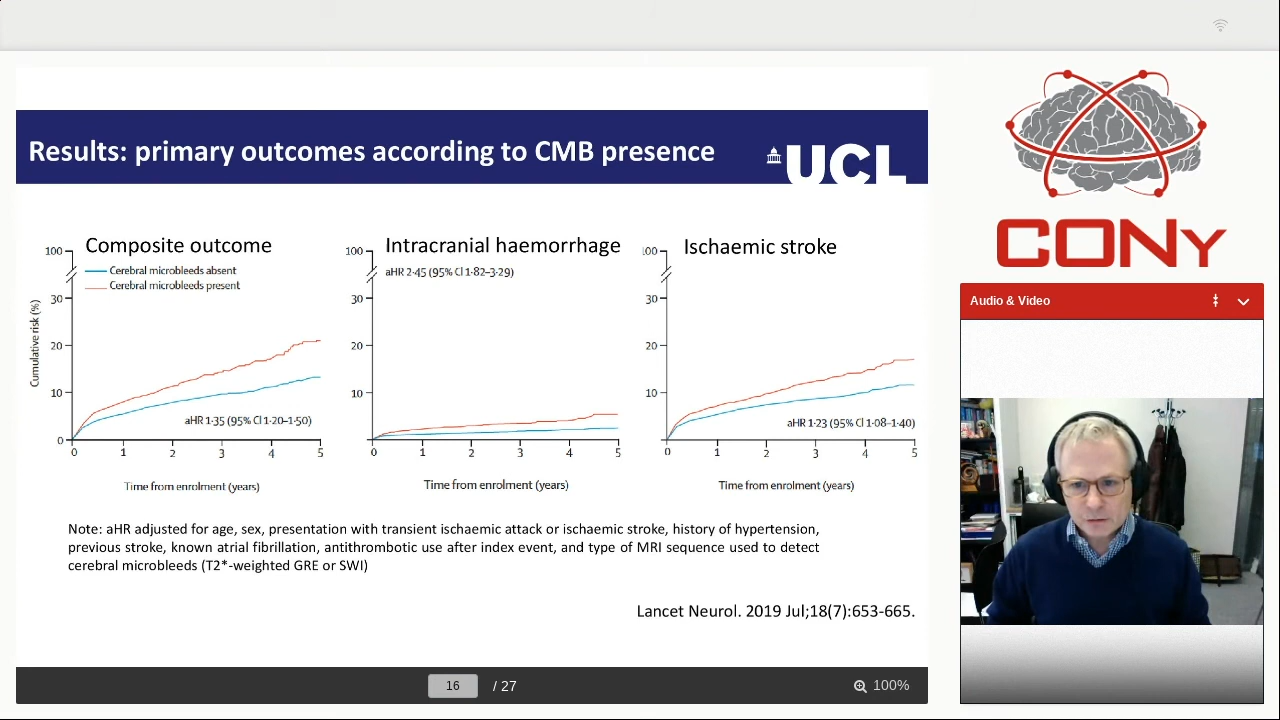 Results: primary outcomes according to CMB presence
UCL
Composite outcome
100
Cerebral microbleeds absent
Cerebral microbleeds present
30
20
10
0
Cumulative risk (%)
aHR 1·35 (95% CI 1·20–1·50)
0 1 2 3 4 5
Time from enrolment (years)
Intracranial haemorrhage
100
aHR 2·45 (95% CI 1·82–3·29)
30
20
10
0 1 2 3 4 5
Time from enrolment (years)
Ischaemic stroke
100
30
20
10
aHR 1·23 (95% CI 1·08–1·40)
0 1 2 3 4 5
Time from enrolment (years)
Note: aHR adjusted for age, sex, presentation with transient ischaemic attack or ischaemic stroke, history of hypertension,
previous stroke, known atrial fibrillation, antithrombotic use after index event, and type of MRI sequence used to detect
cerebral microbleeds (T2*-weighted GRE or SWI)
Lancet Neurol. 2019 Jul;18(7):653-665.
16 / 27
100%
CONy
Audio & Video